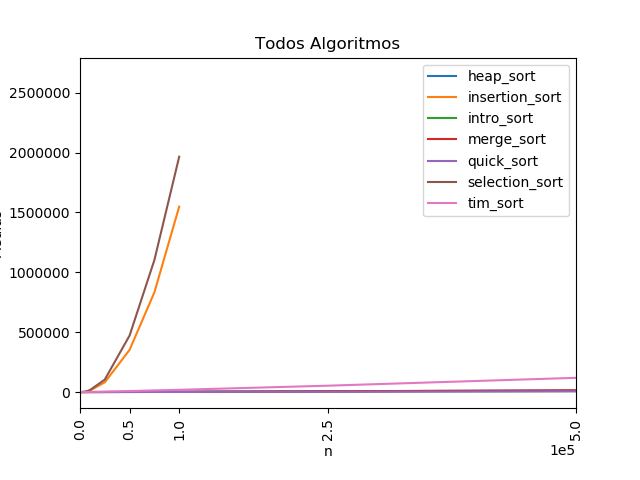 Todos Algoritmos
2500000
2000000
1500000
1000000
500000
0
heap_sort
insertion_sort
intro_sort
merge_sort
quick_sort
selection_sort
tim_sort
0.0
0.5
1.0
2.5
5.0
1e5
n